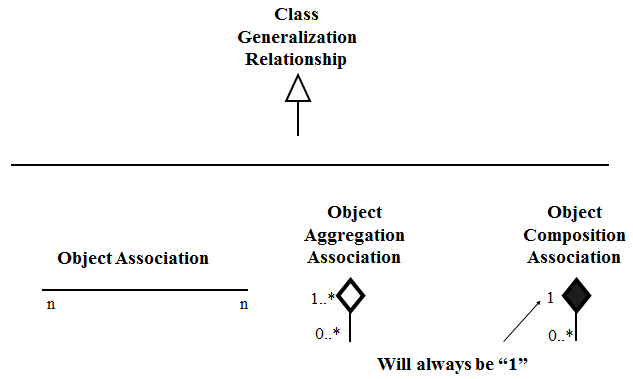 Class
Generalization
Relationship
Object Association
n
n
Object
Aggregation
Association
1..*
0..*
Object
Composition
Association
1
0..*
Will always be “1”